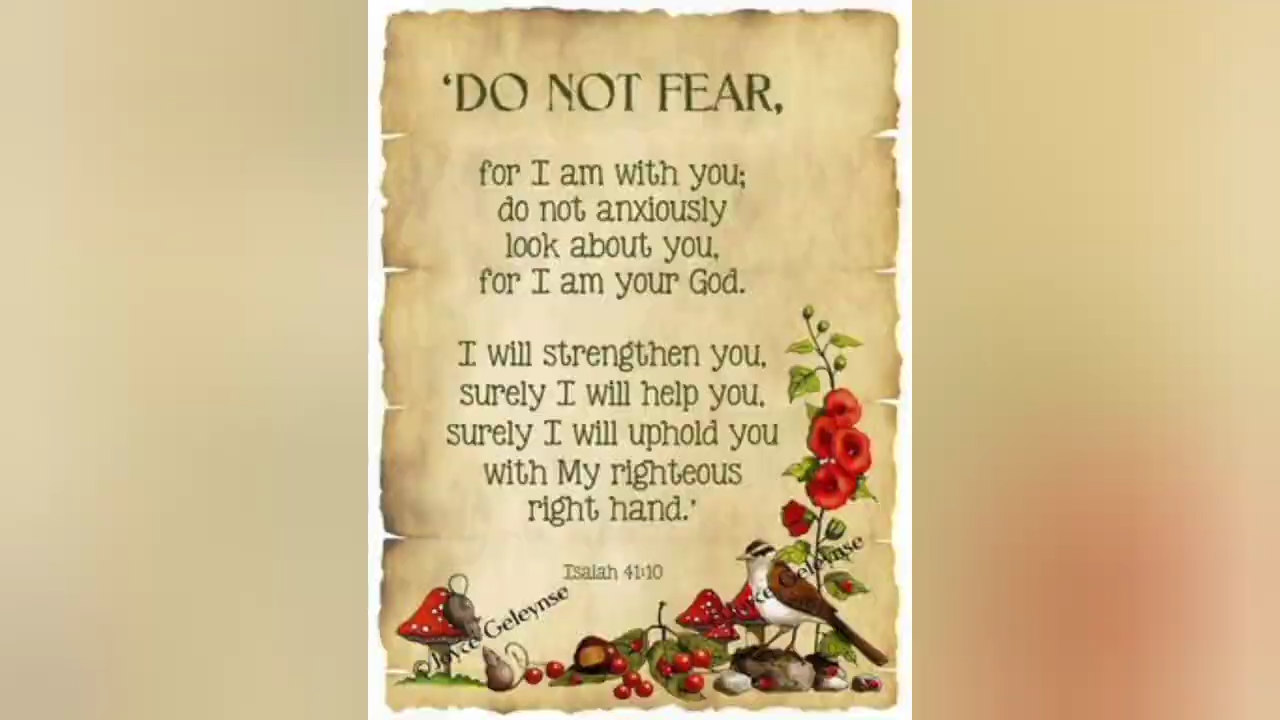 ‘DO NOT FEAR,
for I am with you;
do not anxiously
look about you,
for I am your God.
I will strengthen you,
surely I will help you,
surely I will uphold you
with My righteous
right hand.’
Isaiah 41:10
©Joyce Geleynse
©Joyce Geleynse